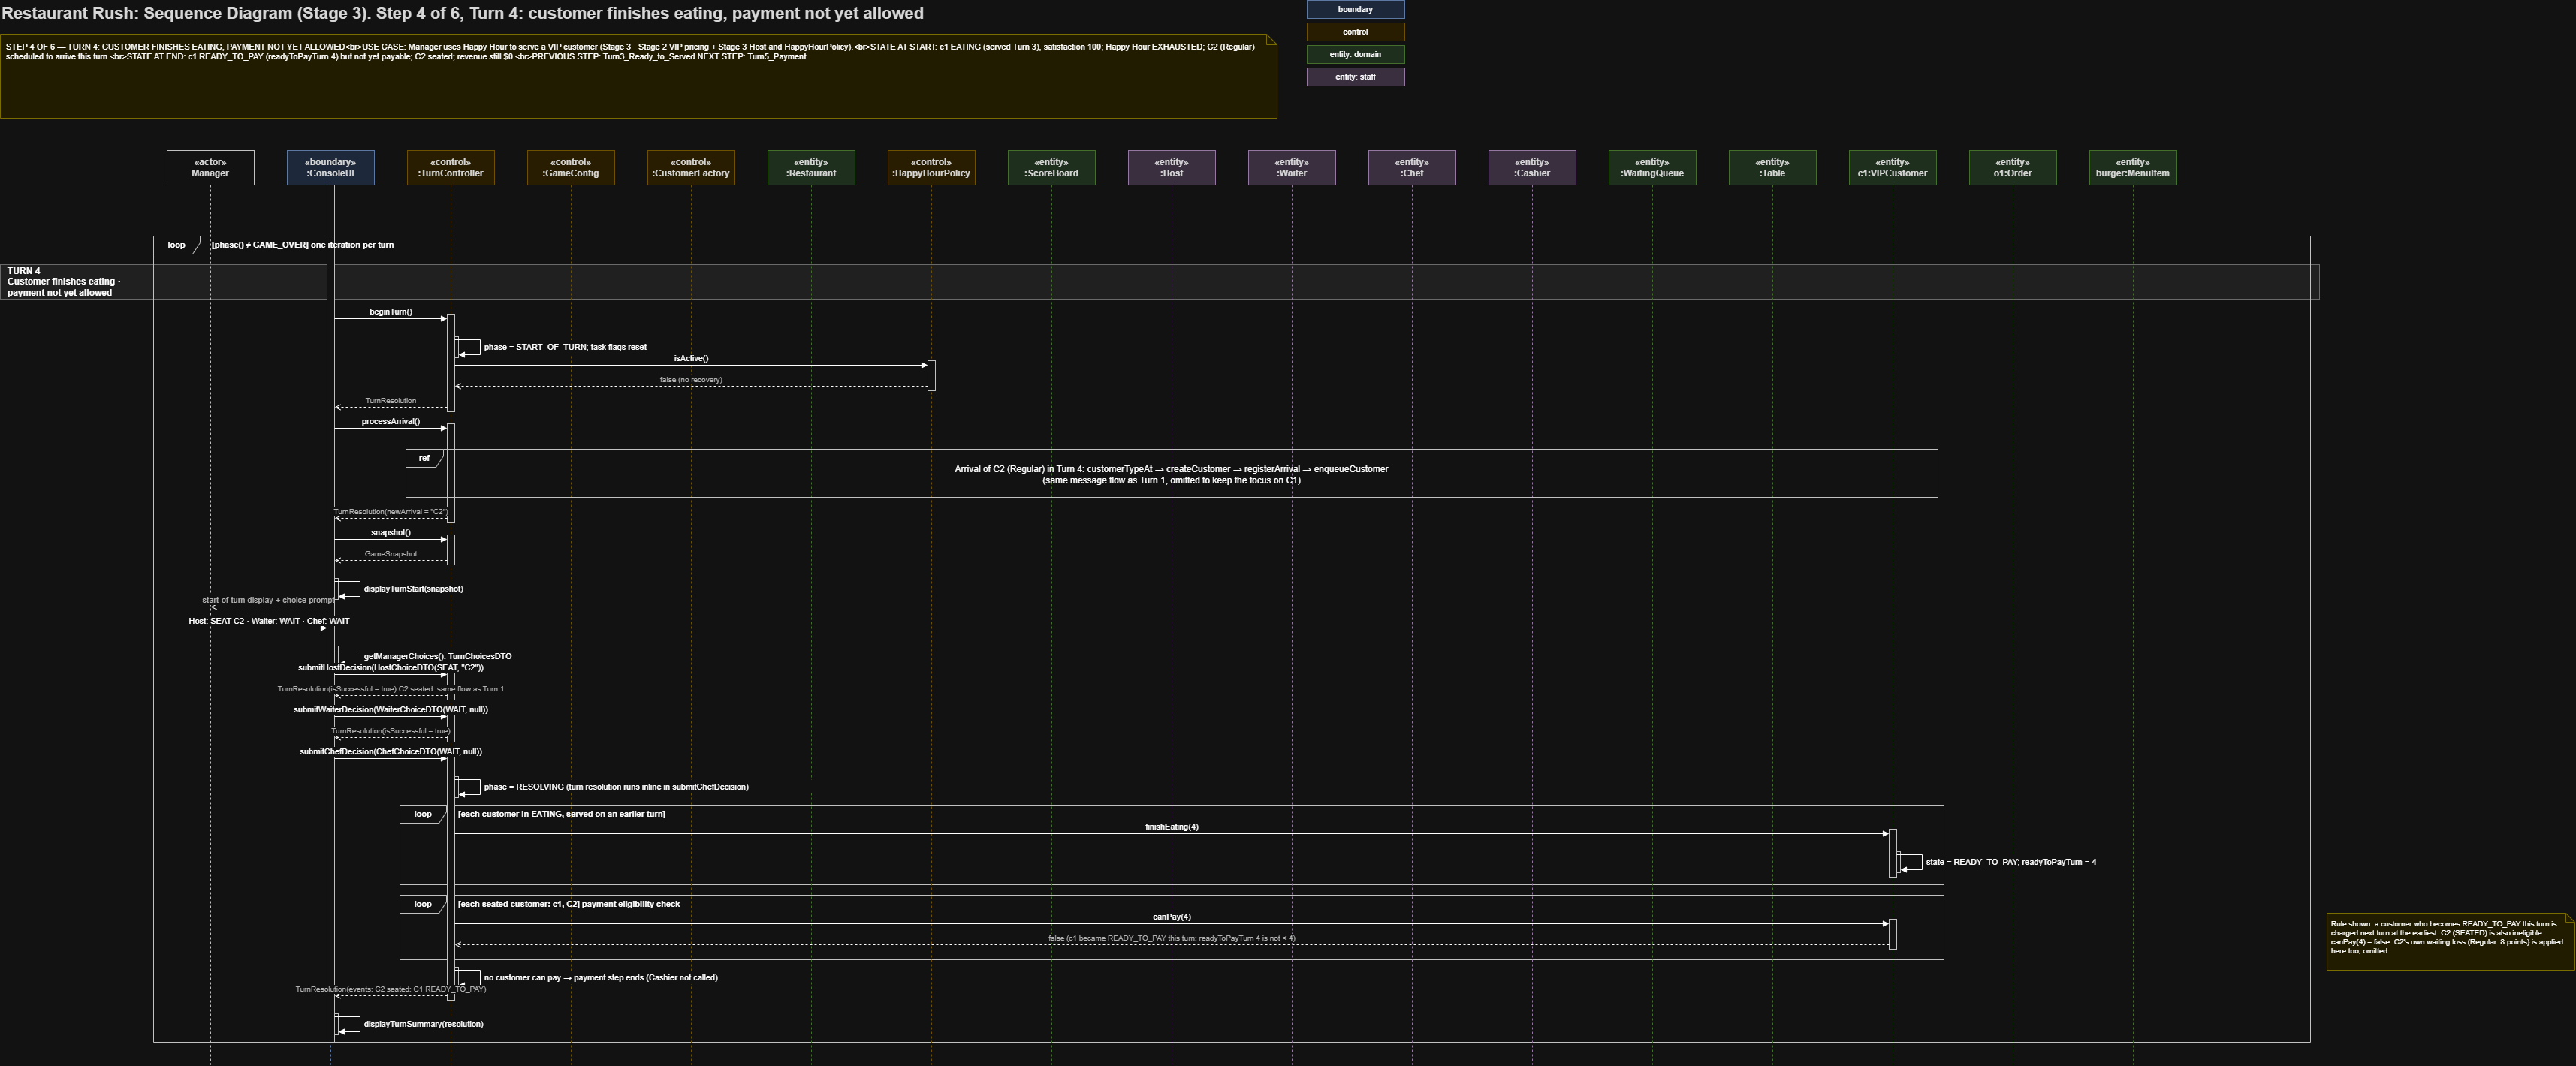 Restaurant Rush: Sequence Diagram (Stage 3). Step 4 of 6, Turn 4: customer finishes eating, payment not yet allowed
boundary
control
entity: domain
entity: staff
STEP 4 OF 6 — TURN 4: CUSTOMER FINISHES EATING, PAYMENT NOT YET ALLOWED<br>USE CASE: Manager uses Happy Hour to serve a VIP customer (Stage 3 · Stage 2 VIP pricing + Stage 3 Host and HappyHourPolicy).<br>STATE AT START: c1 EATING (served Turn 3), satisfaction 100; Happy Hour EXHAUSTED; C2 (Regular)
scheduled to arrive this turn.<br>STATE AT END: c1 READY_TO_PAY (readyToPayTurn 4) but not yet payable; C2 seated; revenue still $0.<br>PREVIOUS STEP: Turn3_Ready_to_Served NEXT STEP: Turn5_Payment
«actor»
Manager
«boundary»
:ConsoleUI
«control»
:TurnController
«control»
:GameConfig
«control»
:CustomerFactory
«entity»
:Restaurant
«control»
:HappyHourPolicy
«entity»
:ScoreBoard
«entity»
:Host
«entity»
:Waiter
«entity»
:Chef
«entity»
:Cashier
«entity»
:WaitingQueue
«entity»
:Table
«entity»
c1:VIPCustomer
«entity»
o1:Order
«entity»
burger:MenuItem
loop
[phase() ≠ GAME_OVER] one iteration per turn
TURN 4
Customer finishes eating ·
payment not yet allowed
beginTurn()
phase = START_OF_TURN; task flags reset
isActive()
false (no recovery)
TurnResolution
processArrival()
ref
Arrival of C2 (Regular) in Turn 4: customerTypeAt → createCustomer → registerArrival → enqueueCustomer
(same message flow as Turn 1, omitted to keep the focus on C1)
TurnResolution(newArrival = "C2")
snapshot()
GameSnapshot
displayTurnStart(snapshot)
start-of-turn display + choice prompt
Host: SEAT C2 · Waiter: WAIT · Chef: WAIT
getManagerChoices(): TurnChoicesDTO
submitHostDecision(HostChoiceDTO(SEAT, "C2"))
TurnResolution(isSuccessful = true) C2 seated: same flow as Turn 1
submitWaiterDecision(WaiterChoiceDTO(WAIT, null))
TurnResolution(isSuccessful = true)
submitChefDecision(ChefChoiceDTO(WAIT, null))
phase = RESOLVING (turn resolution runs inline in submitChefDecision)
loop
[each customer in EATING, served on an earlier turn]
finishEating(4)
state = READY_TO_PAY; readyToPayTurn = 4
loop
[each seated customer: c1, C2] payment eligibility check
canPay(4)
false (c1 became READY_TO_PAY this turn: readyToPayTurn 4 is not < 4)
Rule shown: a customer who becomes READY_TO_PAY this turn is
charged next turn at the earliest. C2 (SEATED) is also ineligible:
canPay(4) = false. C2's own waiting loss (Regular: 8 points) is applied
here too; omitted.
no customer can pay → payment step ends (Cashier not called)
TurnResolution(events: C2 seated; C1 READY_TO_PAY)
displayTurnSummary(resolution)